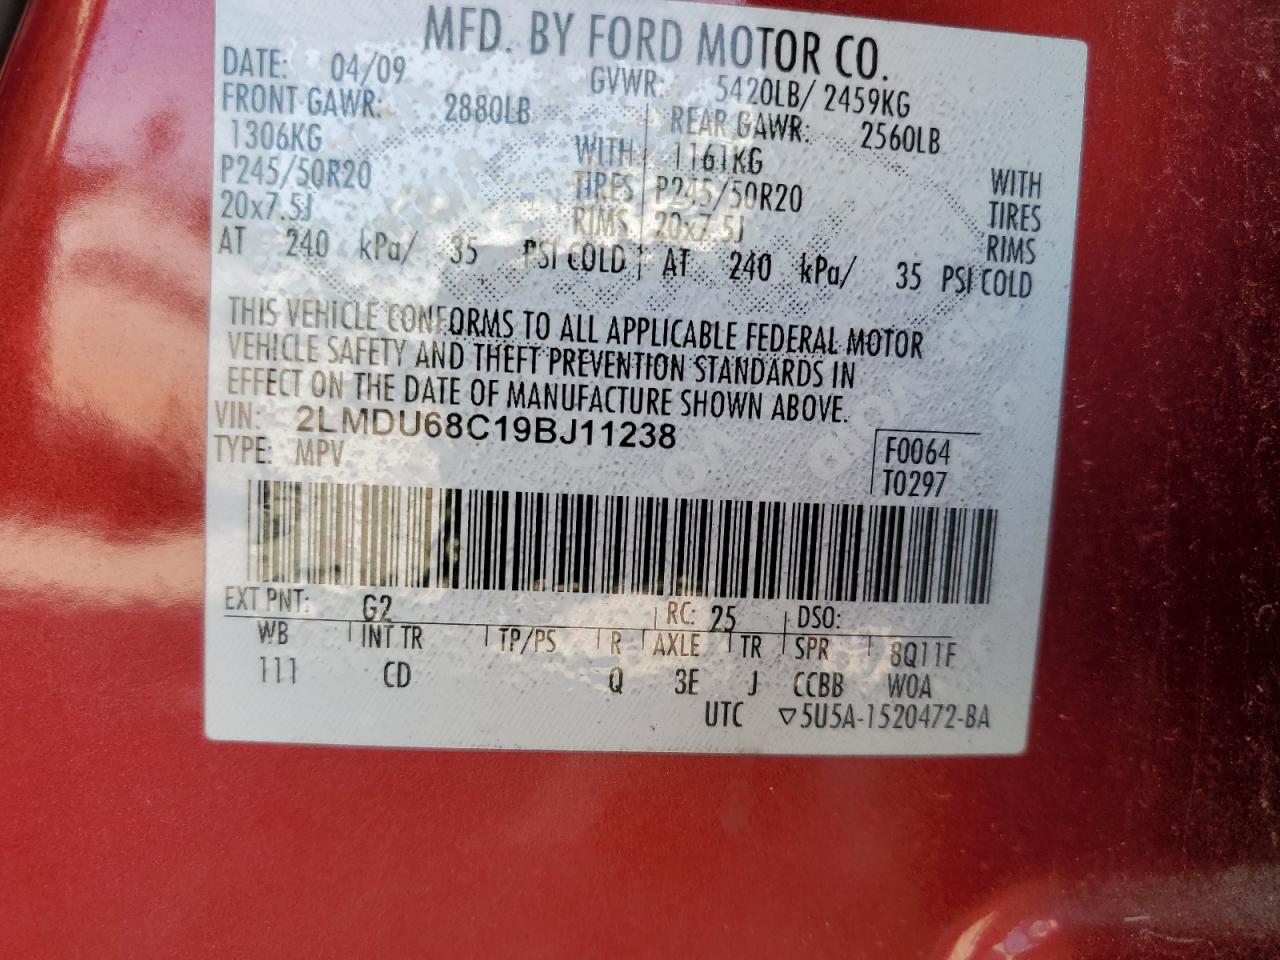 MFD. BY FORD MOTOR CO.
DATE: 04/09 GVWR: 5420LB/ 2459KG
FRONT GAWR: 2880LB REAR GAWR: 2560LB
1306KG WITH 1161KG WITH
P245/50R20 TIRES P245/50R20 TIRES
20x7.5J RIMS 20x7.5J RIMS
AT 240 kPa/ 35 PSI COLD AT 240 kPa/ 35 PSI COLD
THIS VEHICLE CONFORMS TO ALL APPLICABLE FEDERAL MOTOR
VEHICLE SAFETY AND THEFT PREVENTION STANDARDS IN
EFFECT ON THE DATE OF MANUFACTURE SHOWN ABOVE.
VIN: 2LMDU68C19BJ11238
TYPE: MPV F0064
T0297
EXT PNT: G2 RC: 25 DSO:
WB INT TR TP/PS R AXLE TR SPR 8Q11F
111 CD Q 3E J CCBB WOA
UTC ▽5U5A-1520472-BA